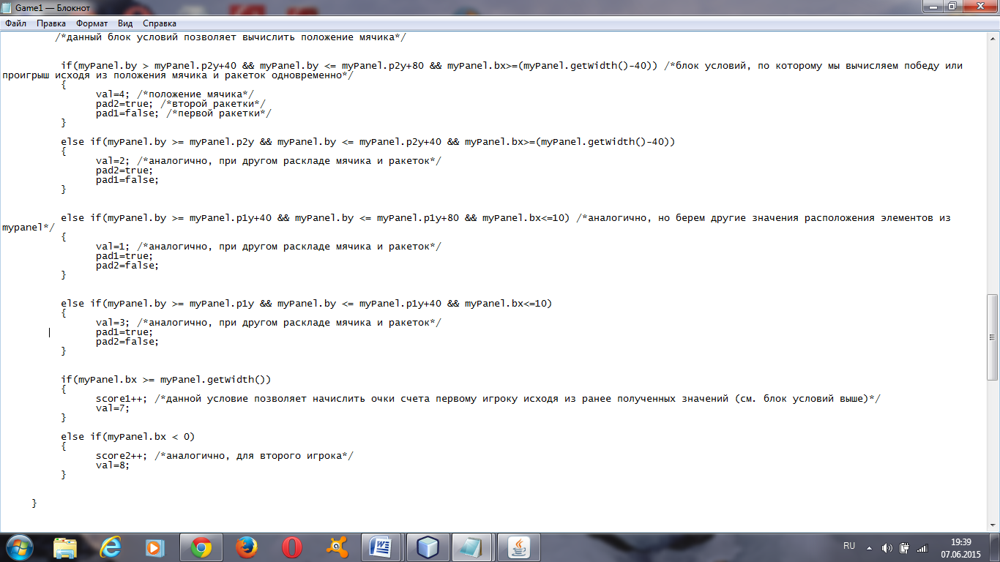 Game1 — Блокнот
Файл Правка Формат Вид Справка
/*данный блок условий позволяет вычислить положение мячика*/
if(myPanel.by > myPanel.p2y+40 && myPanel.by <= myPanel.p2y+80 && myPanel.bx>=(myPanel.getWidth()-40)) /*блок условий, по которому мы вычисляем победу или
проигрыш исходя из положения мячика и ракеток одновременно*/
{
val=4; /*положение мячика*/
pad2=true; /*второй ракетки*/
pad1=false; /*первой ракетки*/
}
else if(myPanel.by >= myPanel.p2y && myPanel.by <= myPanel.p2y+40 && myPanel.bx>=(myPanel.getWidth()-40))
{
val=2; /*аналогично, при другом раскладе мячика и ракеток*/
pad2=true;
pad1=false;
}
else if(myPanel.by >= myPanel.p1y+40 && myPanel.by <= myPanel.p1y+80 && myPanel.bx<=10) /*аналогично, но берем другие значения расположения элементов из
mypanel*/
{
val=1; /*аналогично, при другом раскладе мячика и ракеток*/
pad1=true;
pad2=false;
}
else if(myPanel.by >= myPanel.p1y && myPanel.by <= myPanel.p1y+40 && myPanel.bx<=10)
{
val=3; /*аналогично, при другом раскладе мячика и ракеток*/
pad1=true;
pad2=false;
}
if(myPanel.bx >= myPanel.getWidth())
{
score1++; /*данной условие позволяет начислить очки счета первому игроку исходя из ранее полученных значений (см. блок условий выше)*/
val=7;
}
else if(myPanel.bx < 0)
{
score2++; /*аналогично, для второго игрока*/
val=8;
}
}
RU
19:39
07.06.2015